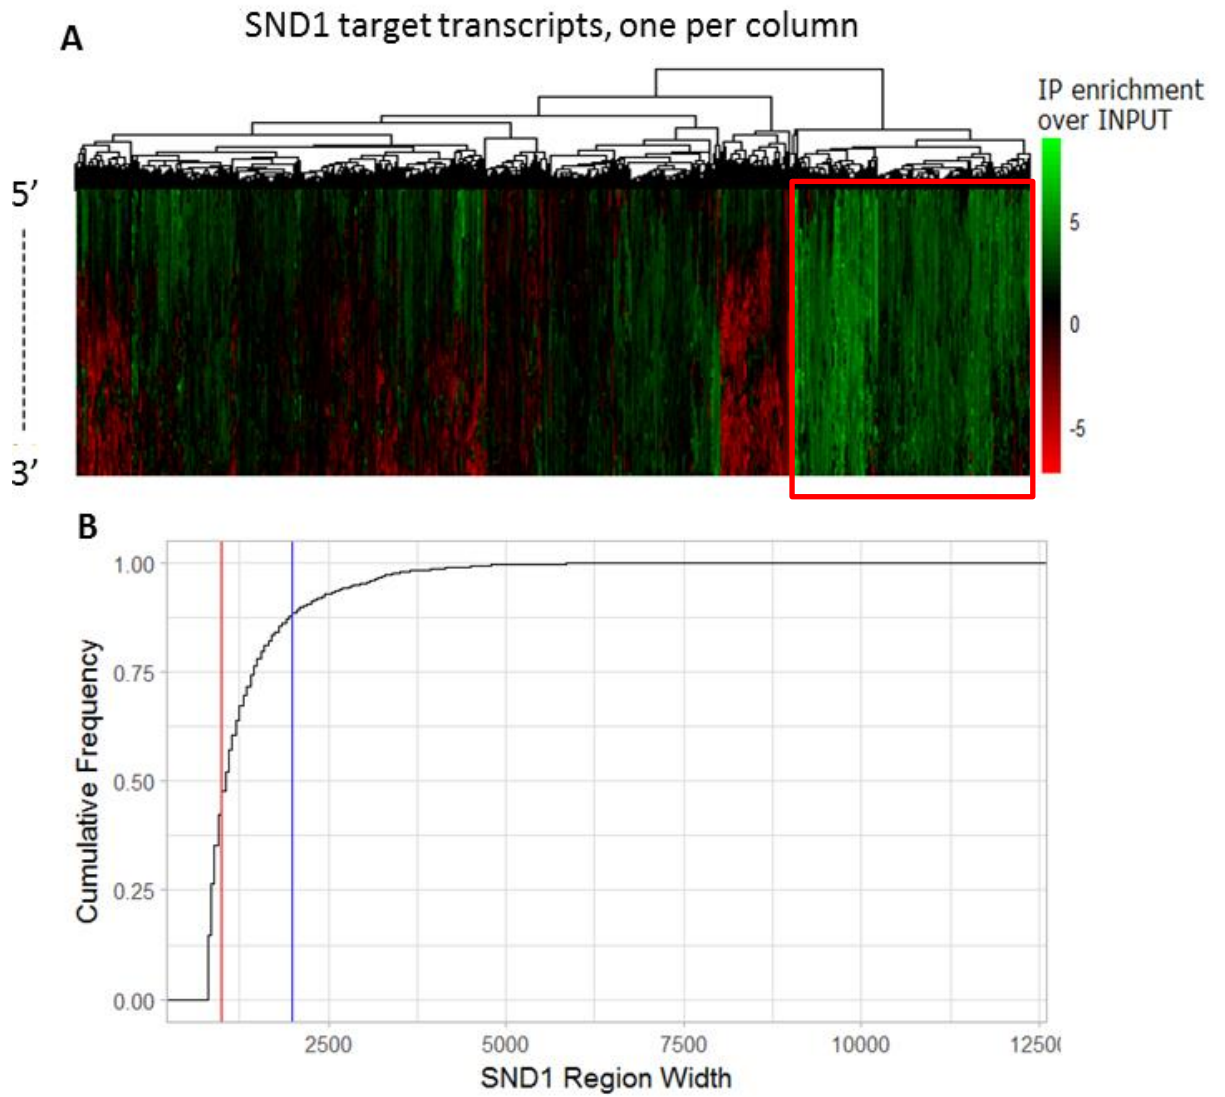 A
SND1 target transcripts, one per column
IP enrichment
over INPUT
5'
5
0
-5
3'
B
1.00
0.75
0.50
0.25
0.00
Cumulative Frequency
2500 5000 7500 10000 1250
SND1 Region Width